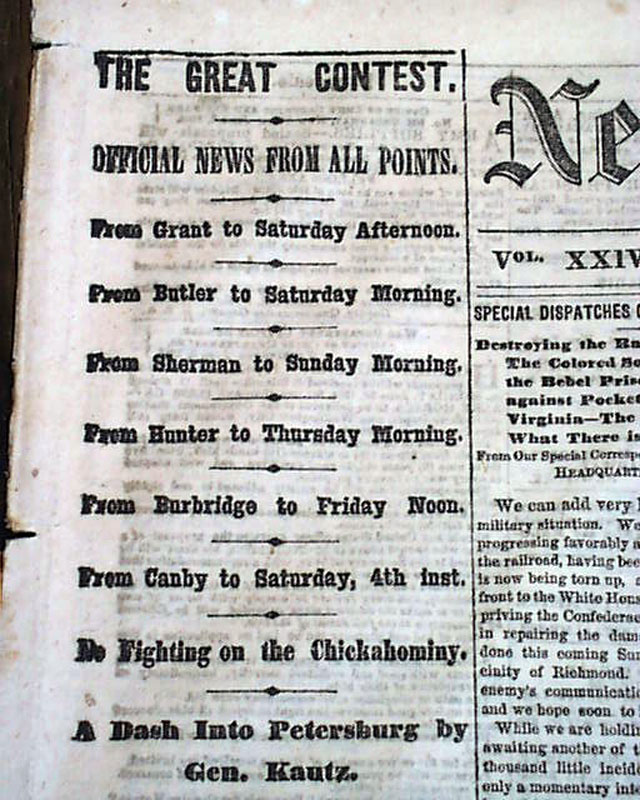 THE GREAT CONTEST.
OFFICIAL NEWS FROM ALL POINTS.
From Grant to Saturday Afternoon.
From Butler to Saturday Morning.
From Sherman to Sunday Morning.
From Hunter to Thursday Morning.
From Burbridge to Friday Noon.
From Canby to Saturday, 4th inst.
No Fighting on the Chickahominy.
A Dash Into Petersburg by
Gen. Kautz.
Ne
VOL. XXIV
SPECIAL DISPATCHES
Destroying the
The Colored
the Rebel
against
Virginia—The
What There is
From Our Special
We can add very
military situation. We
progressing favorably
the railroad, having
is now being torn up,
front to the White
priving the
in repairing the
done this coming
cinity of Richmond.
enemy's
and we hope soon to
While we are
awaiting another of
thousand little
only a momentary